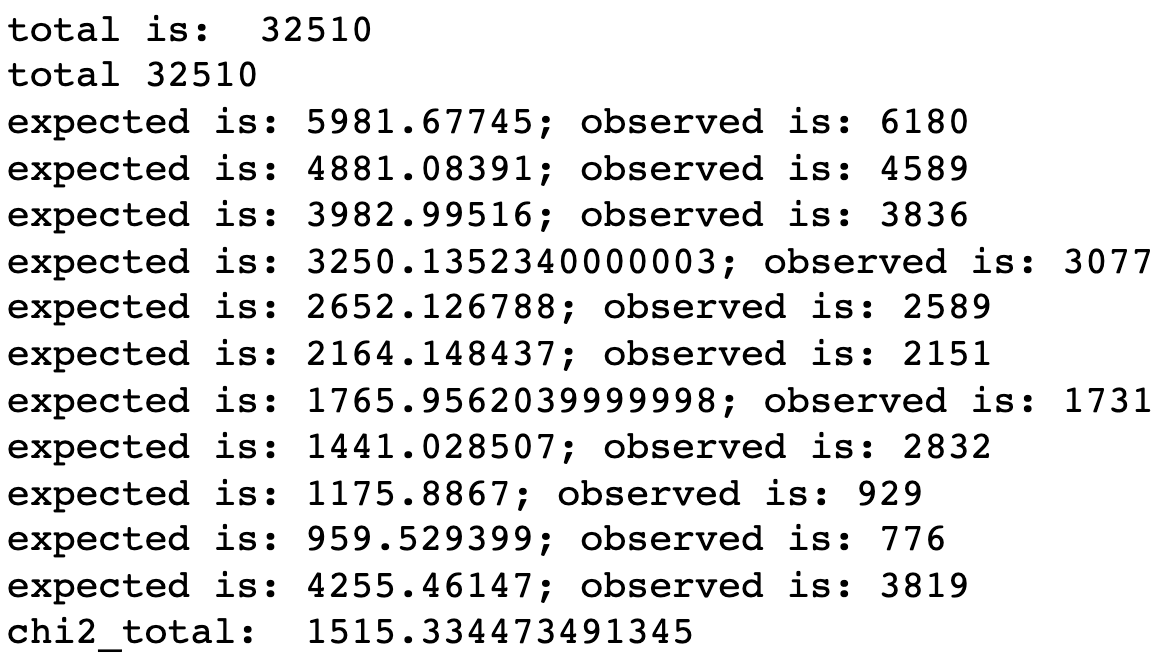 total is:  32510
total 32510
expected is: 5981.67745; observed is: 6180
expected is: 4881.08391; observed is: 4589
expected is: 3982.99516; observed is: 3836
expected is: 3250.1352340000003; observed is: 3077
expected is: 2652.126788; observed is: 2589
expected is: 2164.148437; observed is: 2151
expected is: 1765.9562039999998; observed is: 1731
expected is: 1441.028507; observed is: 2832
expected is: 1175.8867; observed is: 929
expected is: 959.529399; observed is: 776
expected is: 4255.46147; observed is: 3819
chi2_total:  1515.334473491345